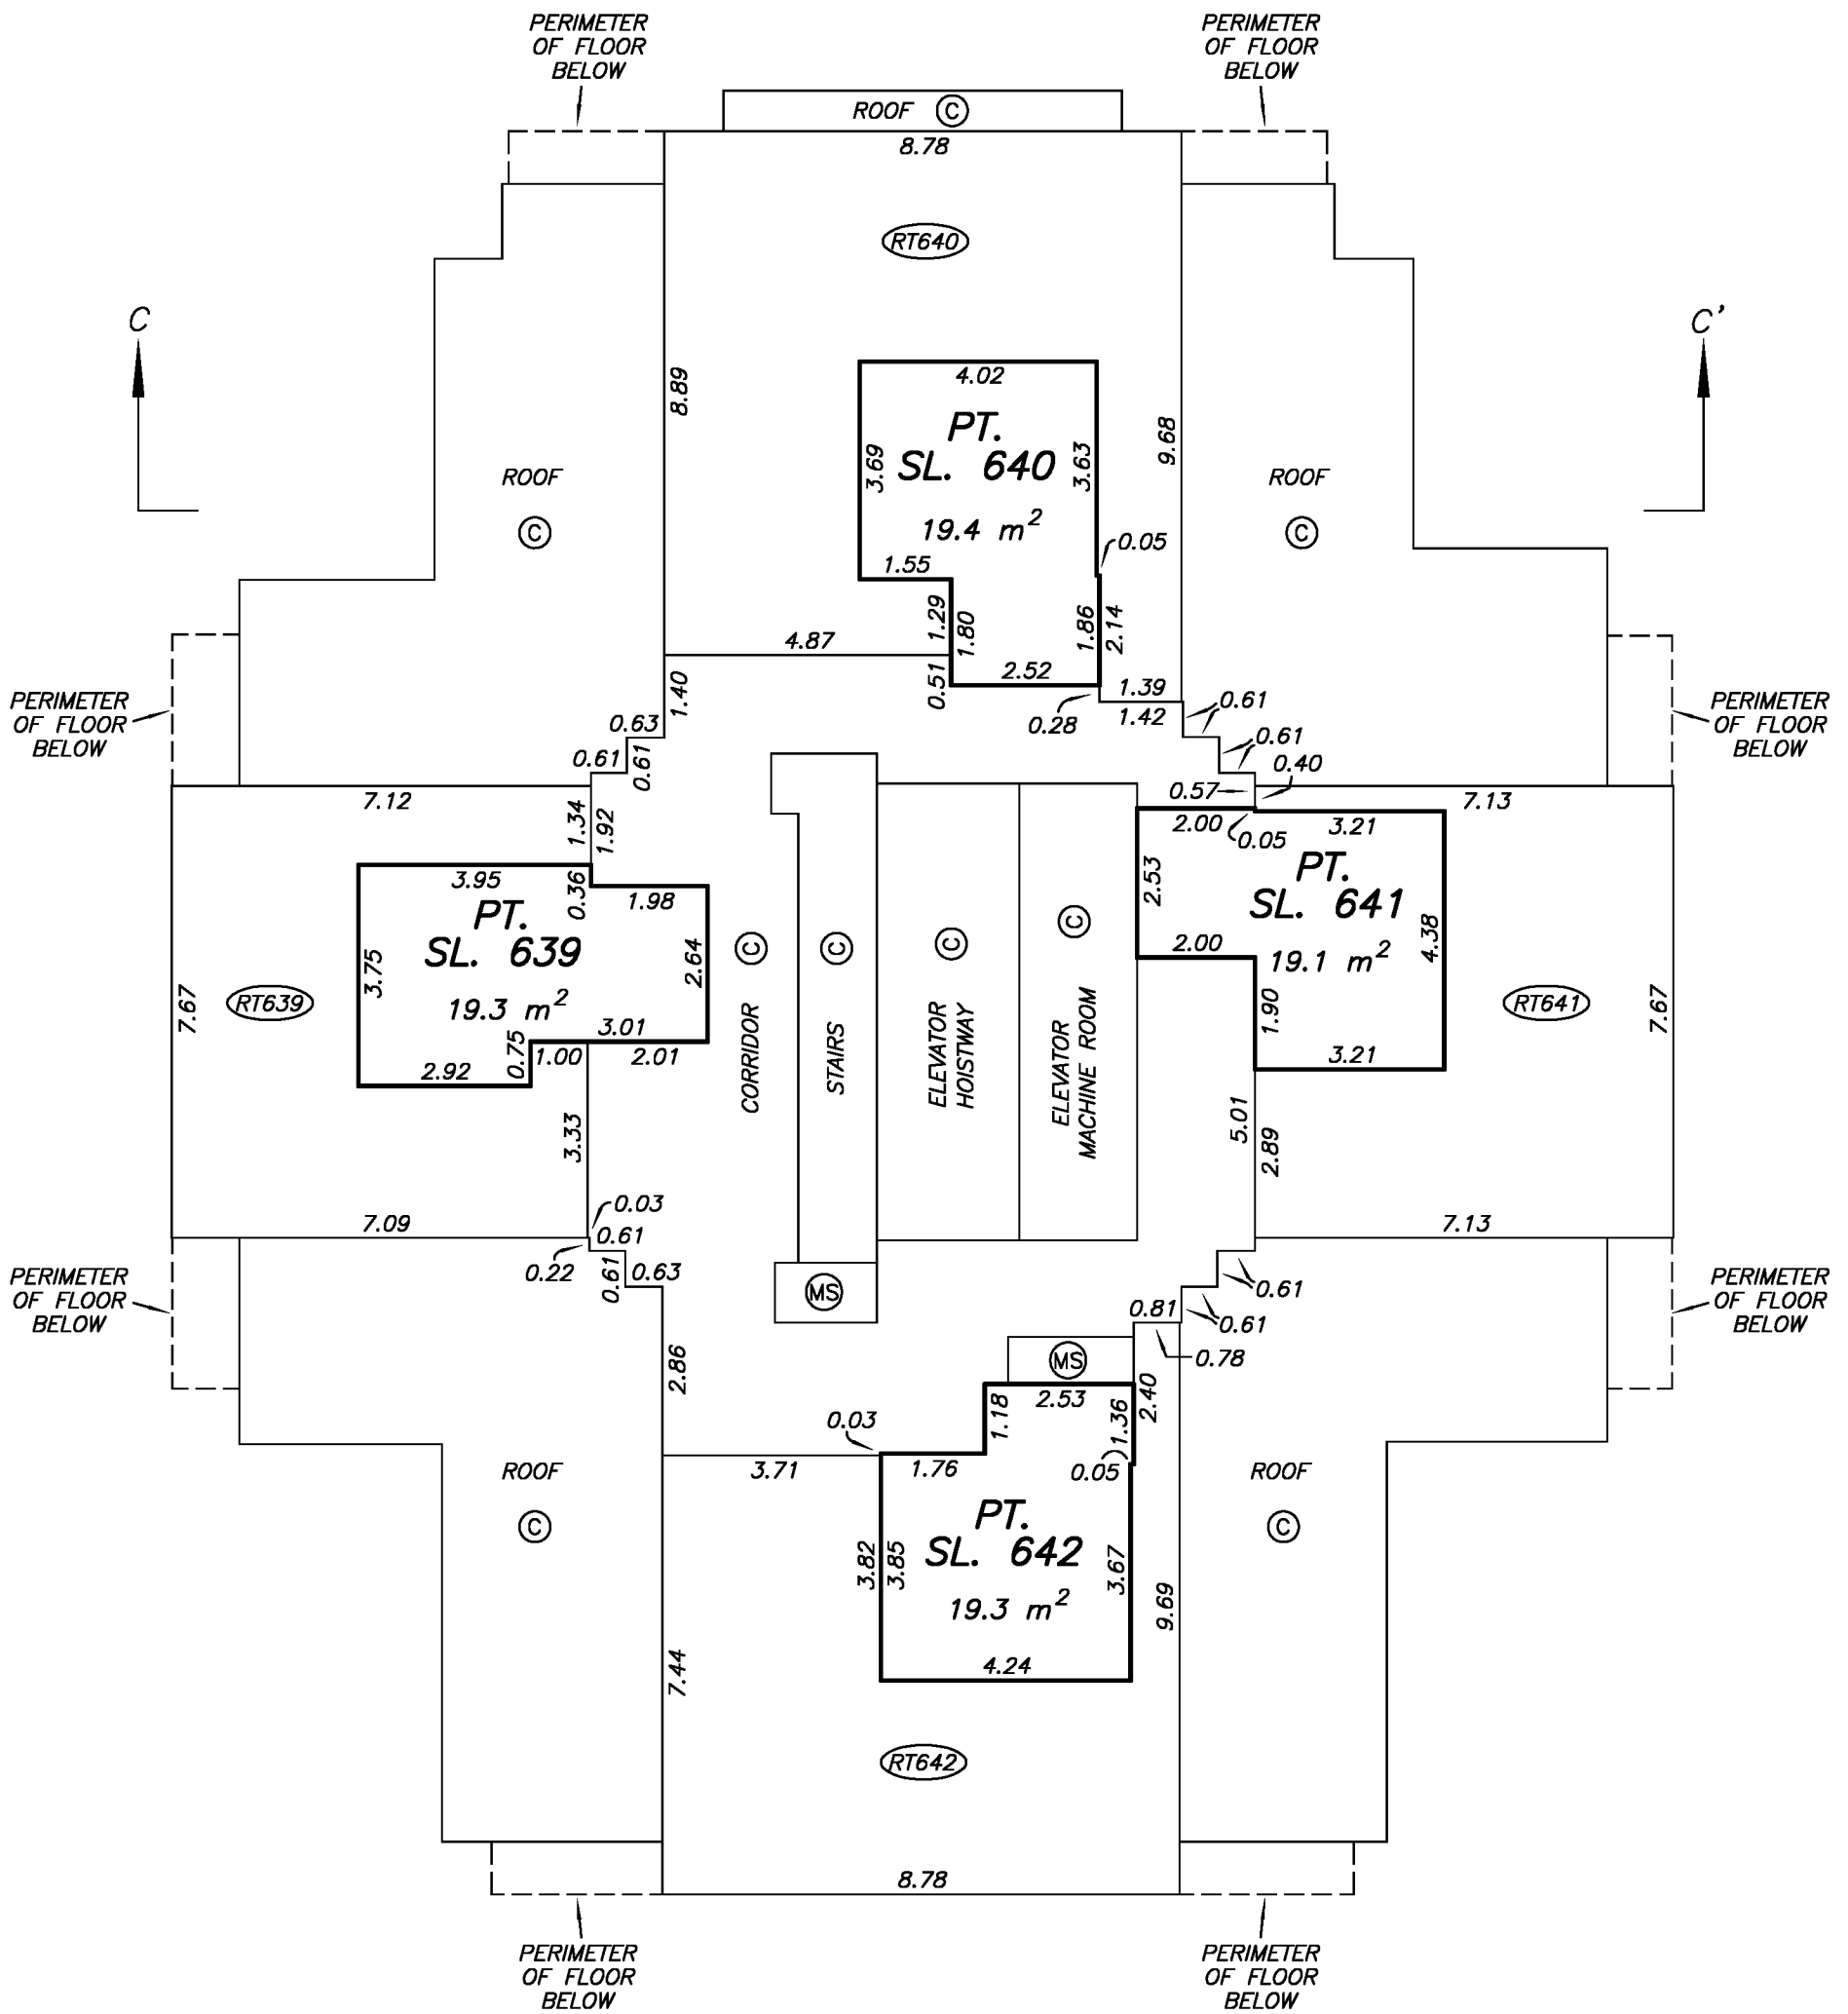 PERIMETER
OF FLOOR
BELOW
PERIMETER
OF FLOOR
BELOW
ROOF C
8.78
RT640
C
C'
8.89
4.02
PT.
SL. 640
19.4 m²
3.69
3.63
9.68
ROOF
C
ROOF
C
0.05
1.55
1.29
1.80
1.86
2.14
4.87
0.51
2.52
1.39
1.42
0.28
0.61
0.61
0.40
0.57
1.40
0.63
0.61
0.61
PERIMETER
OF FLOOR
BELOW
PERIMETER
OF FLOOR
BELOW
7.12
1.34
1.92
3.95
0.36
1.98
PT.
SL. 639
19.3 m²
3.75
2.64
7.67
RT639
3.01
0.75
1.00
2.01
2.92
3.33
C
CORRIDOR
C
STAIRS
C
ELEVATOR
HOISTWAY
C
ELEVATOR
MACHINE ROOM
7.13
2.00
0.05
3.21
2.53
PT.
SL. 641
19.1 m²
4.38
2.00
1.90
3.21
RT641
7.67
5.01
2.89
7.09
0.03
0.61
0.22
0.61
0.63
7.13
PERIMETER
OF FLOOR
BELOW
PERIMETER
OF FLOOR
BELOW
MS
0.61
0.61
0.81
0.78
MS
2.86
2.53
1.18
1.36
2.40
0.03
3.71
1.76
0.05
PT.
SL. 642
19.3 m²
3.82
3.85
3.67
9.69
4.24
7.44
ROOF
C
ROOF
C
RT642
8.78
PERIMETER
OF FLOOR
BELOW
PERIMETER
OF FLOOR
BELOW